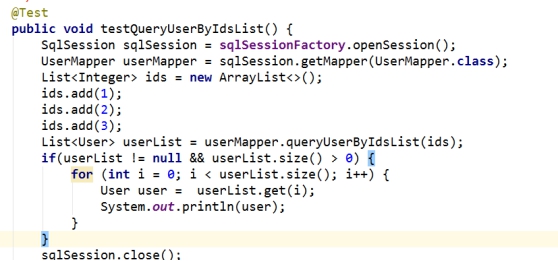 @Test
public void testQueryUserByIdsList() {
SqlSession sqlSession = sqlSessionFactory.openSession();
UserMapper userMapper = sqlSession.getMapper(UserMapper.class);
List<Integer> ids = new ArrayList<>();
ids.add(1);
ids.add(2);
ids.add(3);
List<User> userList = userMapper.queryUserByIdsList(ids);
if(userList != null && userList.size() > 0) {
for (int i = 0; i < userList.size(); i++) {
User user =  userList.get(i);
System.out.println(user);
}
}
sqlSession.close();